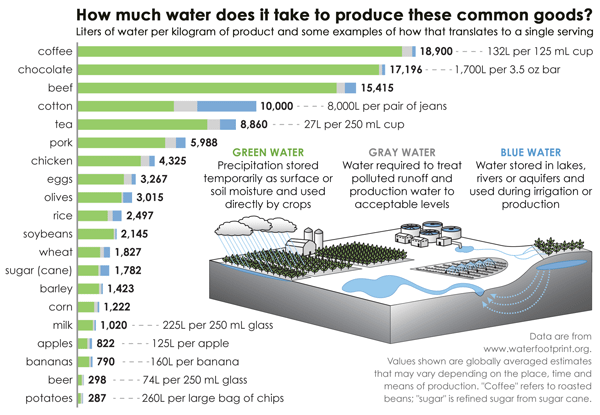 How much water does it take to produce these common goods?
Liters of water per kilogram of product and some examples of how that translates to a single serving
coffee 18,900 132L per 125 mL cup
chocolate 17,196 1,700L per 3.5 oz bar
beef 15,415
cotton 10,000 8,000L per pair of jeans
tea 8,860 27L per 250 mL cup
pork 5,988
chicken 4,325
eggs 3,267
olives 3,015
rice 2,497
soybeans 2,145
wheat 1,827
sugar (cane) 1,782
barley 1,423
corn 1,222
milk 1,020 225L per 250 mL glass
apples 822 125L per apple
bananas 790 160L per banana
beer 298 74L per 250 mL glass
potatoes 287 260L per large bag of chips
GREEN WATER
Precipitation stored
temporarily as surface or
soil moisture and used
directly by crops
GRAY WATER
Water required to treat
polluted runoff and
production water to
acceptable levels
BLUE WATER
Water stored in lakes,
rivers or aquifers and
used during irrigation or
production
Data are from
www.waterfootprint.org.
Values shown are globally averaged estimates
that may vary depending on the place, time and
means of production. "Coffee" refers to roasted
beans; "sugar" is refined sugar from sugar cane.